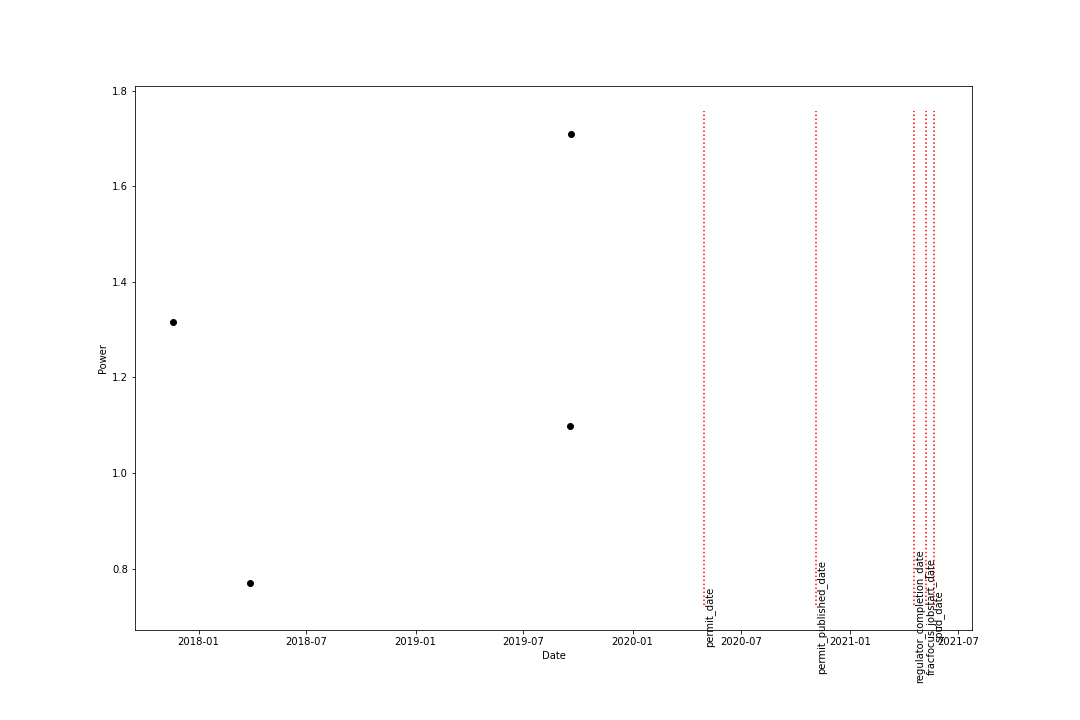 1.8
1.6
1.4
1.2
1.0
0.8
Power
2018-01
2018-07
2019-01
2019-07
2020-01
2020-07
2021-01
2021-07
Date
permit_date
permit_published_date
regulator_completion_date
fracfocus_jobstart_date
spud_date